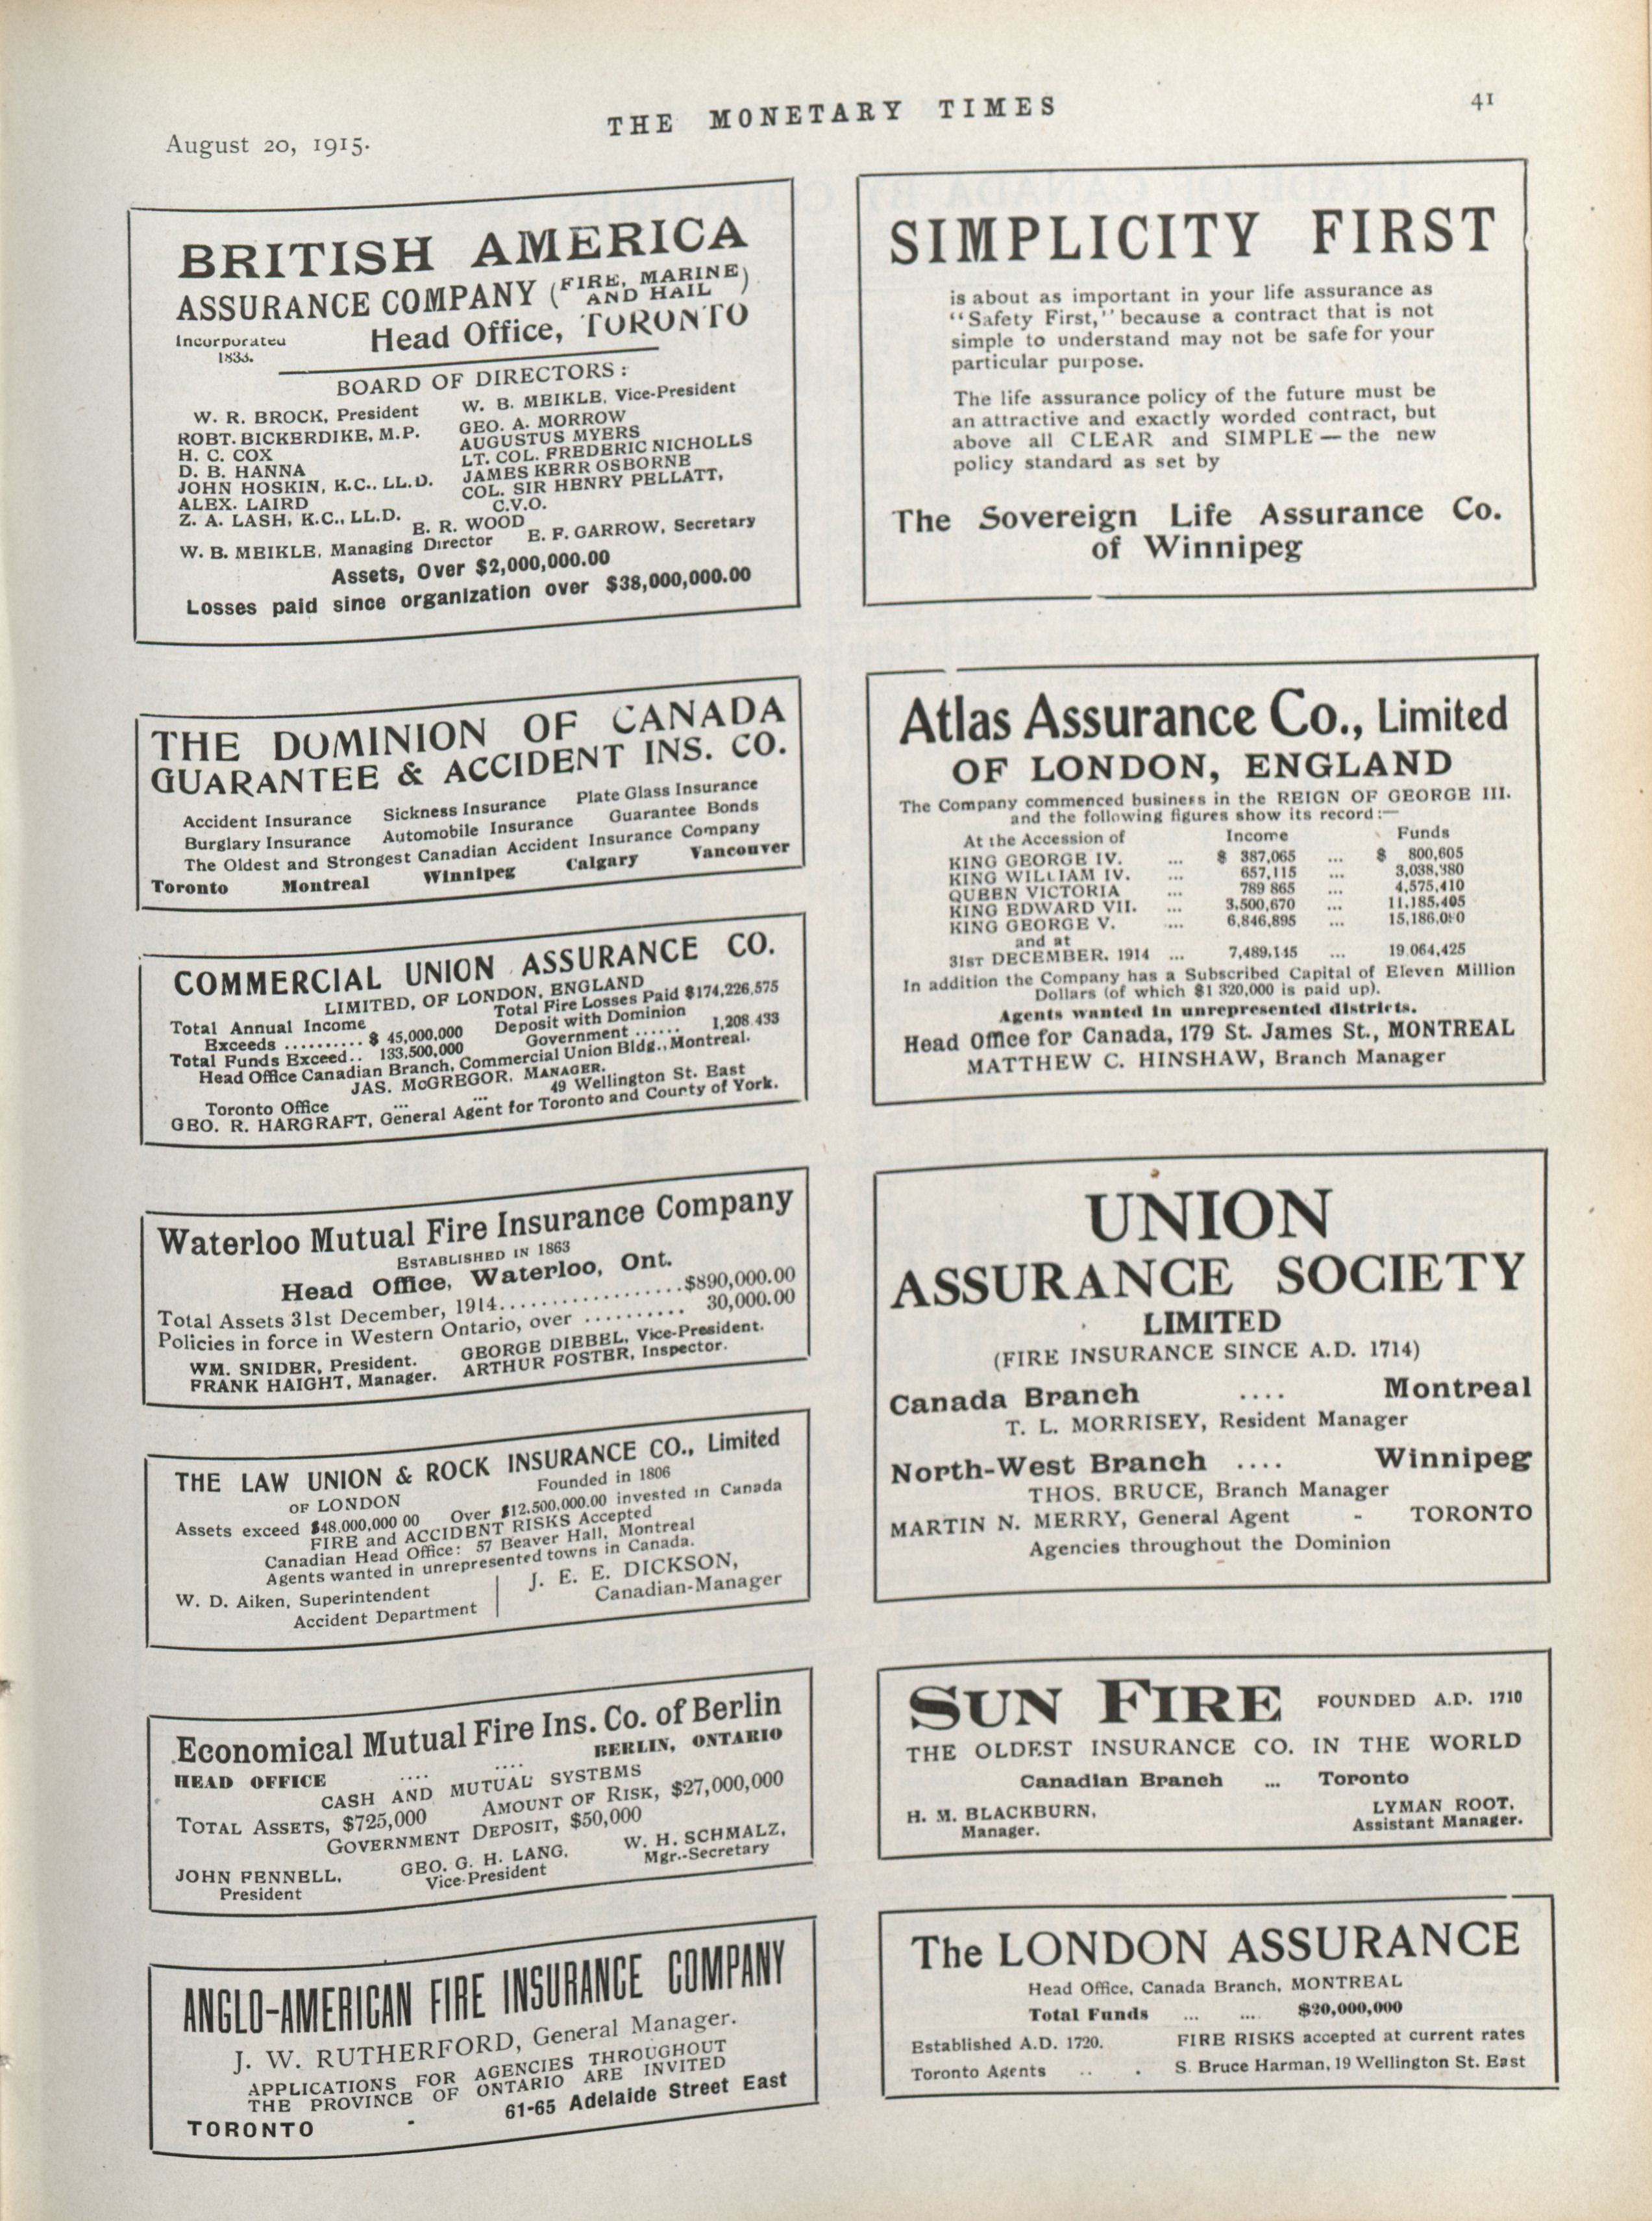 August 20, 1915.
THE MONETARY TIMES
41
BRITISH AMERICA
ASSURANCE COMPANY (FIRE, MARINE AND HAIL)
Incorporated 1833.
Head Office, TORONTO
BOARD OF DIRECTORS:
W. R. BROCK, President
W. B. MEIKLE, Vice-President
ROBT. BICKERDIKE, M.P.
GEO. A. MORROW
H. C. COX
AUGUSTUS MYERS
D. B. HANNA
LT. COL. FREDERIC NICHOLLS
JOHN HOSKIN, K.C., LL.D.
JAMES KERR OSBORNE
ALEX. LAIRD
COL. SIR HENRY PELLATT,
C.V.O.
Z. A. LASH, K.C., LL.D.
E. R. WOOD
W. B. MEIKLE, Managing Director
E. F. GARROW, Secretary
Assets, Over $2,000,000.00
Losses paid since organization over $38,000,000.00
THE DOMINION OF CANADA
GUARANTEE & ACCIDENT INS. CO.
Accident Insurance Sickness Insurance Plate Glass Insurance
Burglary Insurance Automobile Insurance Guarantee Bonds
The Oldest and Strongest Canadian Accident Insurance Company
Toronto Montreal Winnipeg Calgary Vancouver
COMMERCIAL UNION ASSURANCE CO.
LIMITED, OF LONDON, ENGLAND
Total Annual Income
Exceeds .......... $ 45,000,000
Total Funds Exceed.. 133,500,000
Total Fire Losses Paid $174,226,575
Deposit with Dominion
Government ...... 1,208,433
Head Office Canadian Branch, Commercial Union Bldg., Montreal.
JAS. McGREGOR, MANAGER.
Toronto Office ... ... 49 Wellington St. East
GEO. R. HARGRAFT, General Agent for Toronto and County of York.
Waterloo Mutual Fire Insurance Company
ESTABLISHED IN 1863
Head Office, Waterloo, Ont.
Total Assets 31st December, 1914..................$890,000.00
Policies in force in Western Ontario, over .......... 30,000.00
WM. SNIDER, President.
GEORGE DIEBEL, Vice-President.
FRANK HAIGHT, Manager.
ARTHUR FOSTER, Inspector.
THE LAW UNION & ROCK INSURANCE CO., Limited
OF LONDON
Founded in 1806
Assets exceed $48,000,000 00 Over $12,500,000.00 invested in Canada
FIRE and ACCIDENT RISKS Accepted
Canadian Head Office: 57 Beaver Hall, Montreal
Agents wanted in unrepresented towns in Canada.
W. D. Aiken, Superintendent
Accident Department
J. E. E. DICKSON,
Canadian-Manager
Economical Mutual Fire Ins. Co. of Berlin
HEAD OFFICE .... .... BERLIN, ONTARIO
CASH AND MUTUAL SYSTEMS
TOTAL ASSETS, $725,000 AMOUNT OF RISK, $27,000,000
GOVERNMENT DEPOSIT, $50,000
JOHN FENNELL,
President
GEO. G. H. LANG,
Vice-President
W. H. SCHMALZ,
Mgr.-Secretary
ANGLO-AMERICAN FIRE INSURANCE COMPANY
J. W. RUTHERFORD, General Manager.
APPLICATIONS FOR AGENCIES THROUGHOUT
THE PROVINCE OF ONTARIO ARE INVITED
TORONTO - 61-65 Adelaide Street East
SIMPLICITY FIRST
is about as important in your life assurance as
"Safety First," because a contract that is not
simple to understand may not be safe for your
particular purpose.
The life assurance policy of the future must be
an attractive and exactly worded contract, but
above all CLEAR and SIMPLE — the new
policy standard as set by
The Sovereign Life Assurance Co.
of Winnipeg
Atlas Assurance Co., Limited
OF LONDON, ENGLAND
The Company commenced business in the REIGN OF GEORGE III.
and the following figures show its record:—
At the Accession of Income Funds
KING GEORGE IV. ... $ 387,065 ... $ 800,605
KING WILLIAM IV. ... 657,115 ... 3,038,380
QUEEN VICTORIA ... 789 865 ... 4,575,410
KING EDWARD VII. ... 3,500,670 ... 11,185,405
KING GEORGE V. ... 6,846,895 ...
and at
31ST DECEMBER, 1914 ... 7,489,145 ... 19 064,425
In addition the Company has a Subscribed Capital of Eleven Million
Dollars (of which $1 320,000 is paid up).
Agents wanted in unrepresented districts.
Head Office for Canada, 179 St. James St., MONTREAL
MATTHEW C. HINSHAW, Branch Manager
UNION
ASSURANCE SOCIETY
LIMITED
(FIRE INSURANCE SINCE A.D. 1714)
Canada Branch .... Montreal
T. L. MORRISEY, Resident Manager
North-West Branch .... Winnipeg
THOS. BRUCE, Branch Manager
MARTIN N. MERRY, General Agent - TORONTO
Agencies throughout the Dominion
SUN FIRE FOUNDED A.D. 1710
THE OLDEST INSURANCE CO. IN THE WORLD
Canadian Branch ... Toronto
H. M. BLACKBURN,
Manager.
LYMAN ROOT,
Assistant Manager.
The LONDON ASSURANCE
Head Office, Canada Branch, MONTREAL
Total Funds ... .... $20,000,000
Established A.D. 1720. FIRE RISKS accepted at current rates
Toronto Agents .. . S. Bruce Harman, 19 Wellington St. East